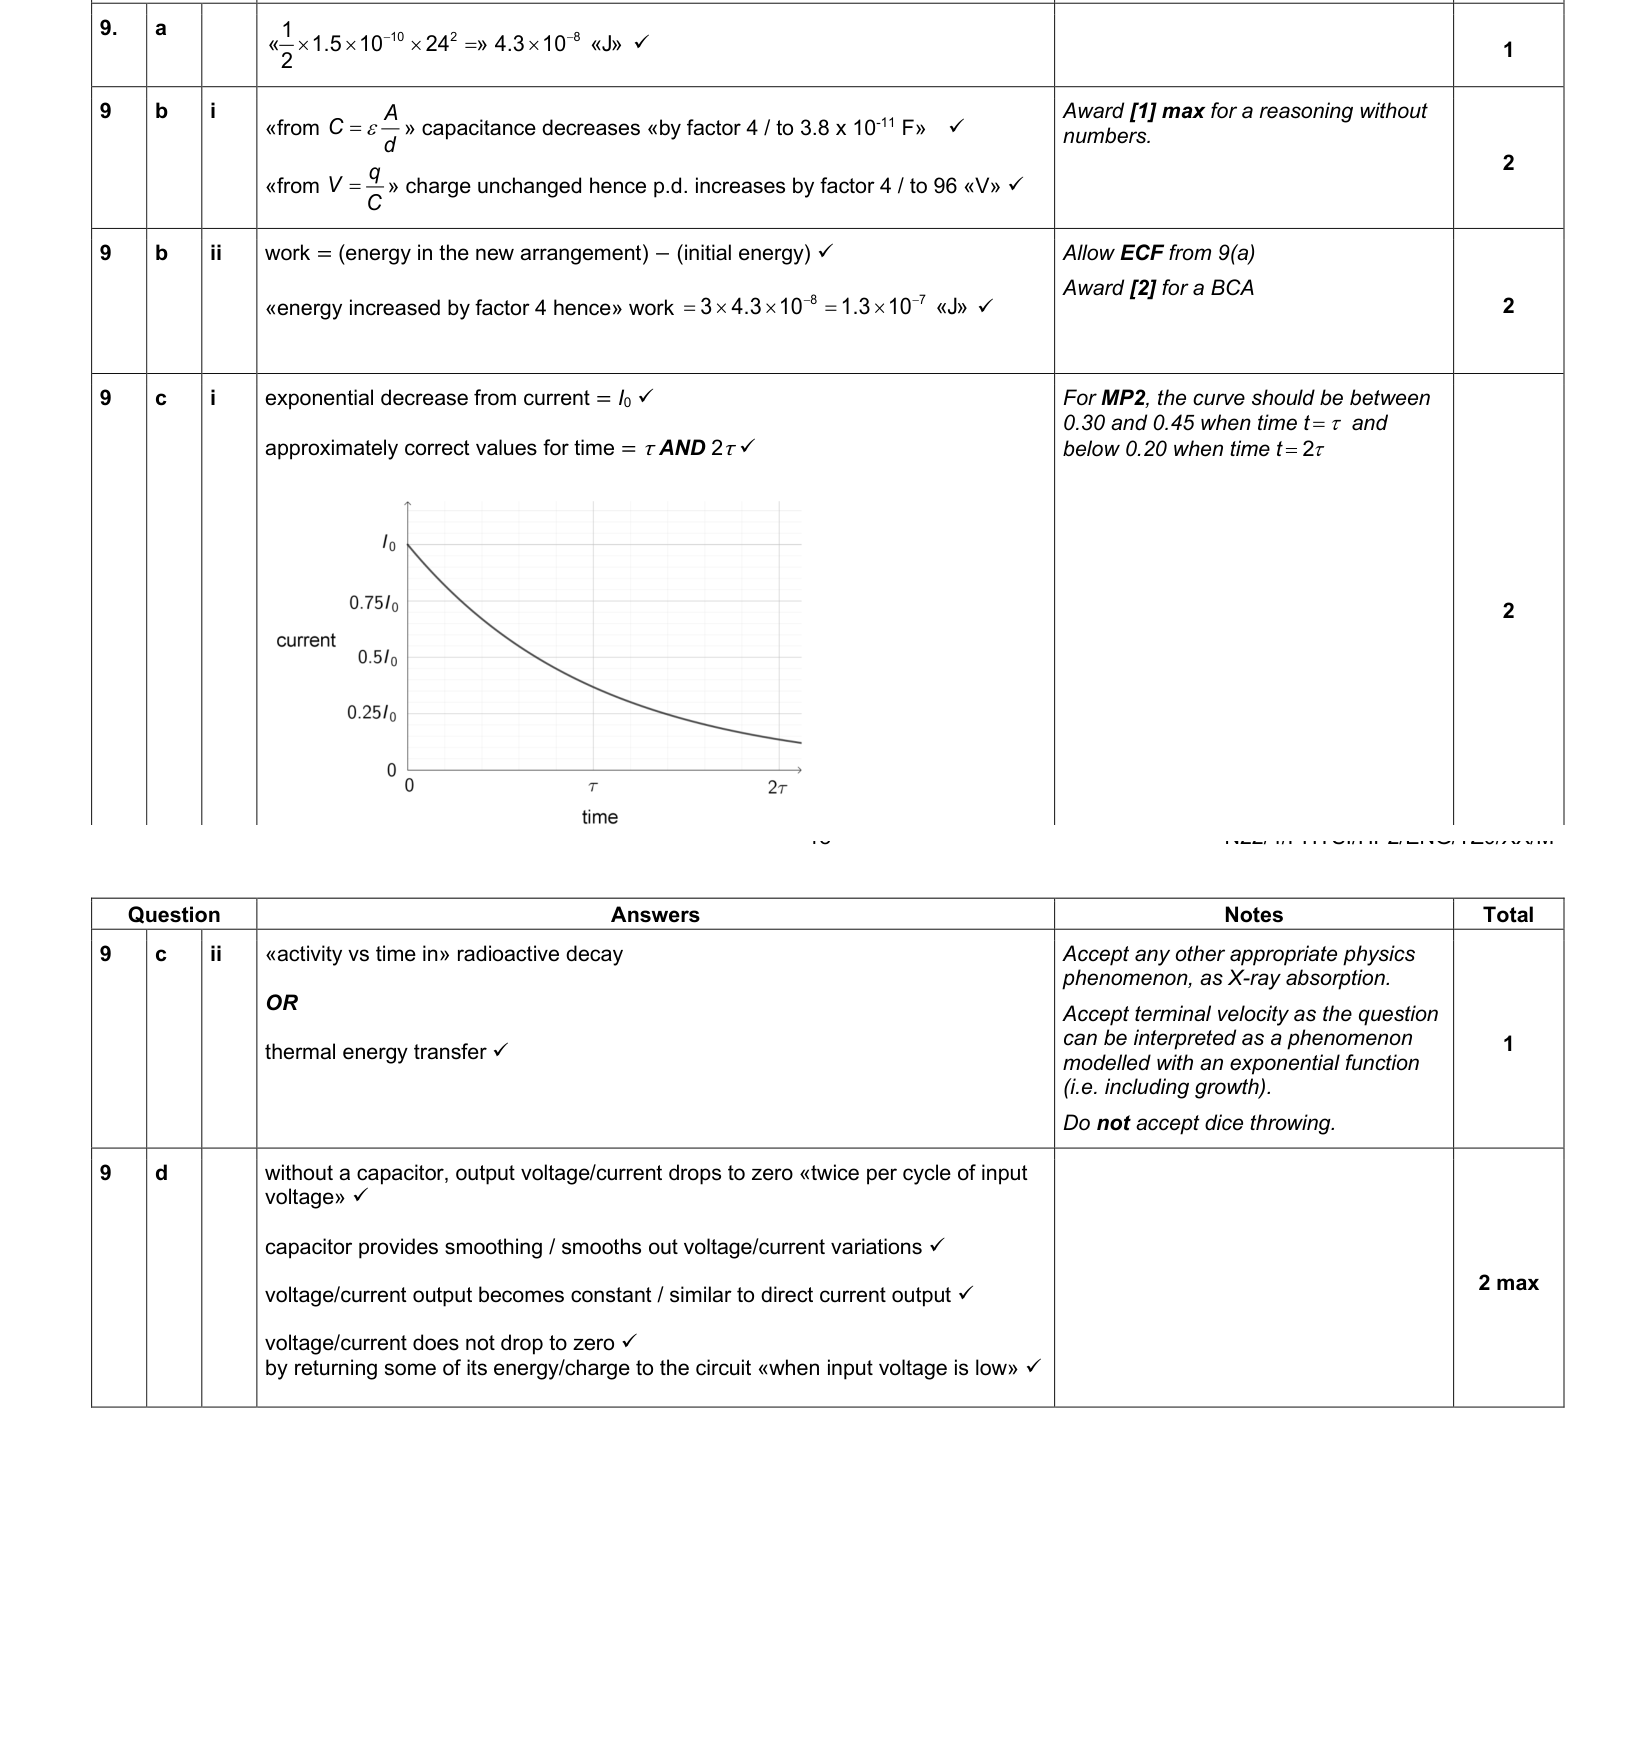 9. a «1/2 × 1.5 × 10⁻¹⁰ × 24² =» 4.3 × 10⁻⁸ «J» ✓ 1
9 b i «from C = ε A/d » capacitance decreases «by factor 4 / to 3.8 x 10⁻¹¹ F» ✓
«from V = q/C » charge unchanged hence p.d. increases by factor 4 / to 96 «V» ✓
Award [1] max for a reasoning without
numbers.
2
9 b ii work = (energy in the new arrangement) − (initial energy) ✓
«energy increased by factor 4 hence» work = 3 × 4.3 × 10⁻⁸ = 1.3 × 10⁻⁷ «J» ✓
Allow ECF from 9(a)
Award [2] for a BCA
2
9 c i exponential decrease from current = I₀ ✓
approximately correct values for time = τ AND 2τ ✓
I₀
0.75I₀
current
0.5I₀
0.25I₀
0
0 τ 2τ
time
For MP2, the curve should be between
0.30 and 0.45 when time t = τ and
below 0.20 when time t = 2τ
2
Question Answers Notes Total
9 c ii «activity vs time in» radioactive decay
OR
thermal energy transfer ✓
Accept any other appropriate physics
phenomenon, as X-ray absorption.
Accept terminal velocity as the question
can be interpreted as a phenomenon
modelled with an exponential function
(i.e. including growth).
Do not accept dice throwing.
1
9 d without a capacitor, output voltage/current drops to zero «twice per cycle of input
voltage» ✓
capacitor provides smoothing / smooths out voltage/current variations ✓
voltage/current output becomes constant / similar to direct current output ✓
voltage/current does not drop to zero ✓
by returning some of its energy/charge to the circuit «when input voltage is low» ✓
2 max